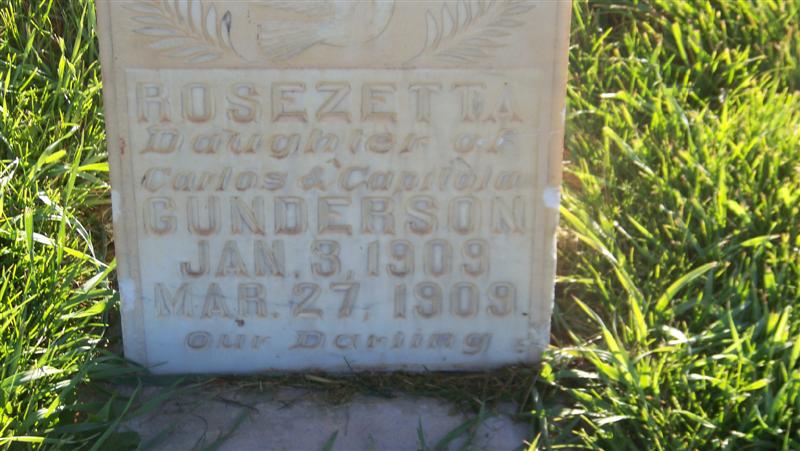 ROSEZETTA
Daughter of
Carlos & Capitola
GUNDERSON
JAN. 3, 1909
MAR. 27, 1909.
Our Darling